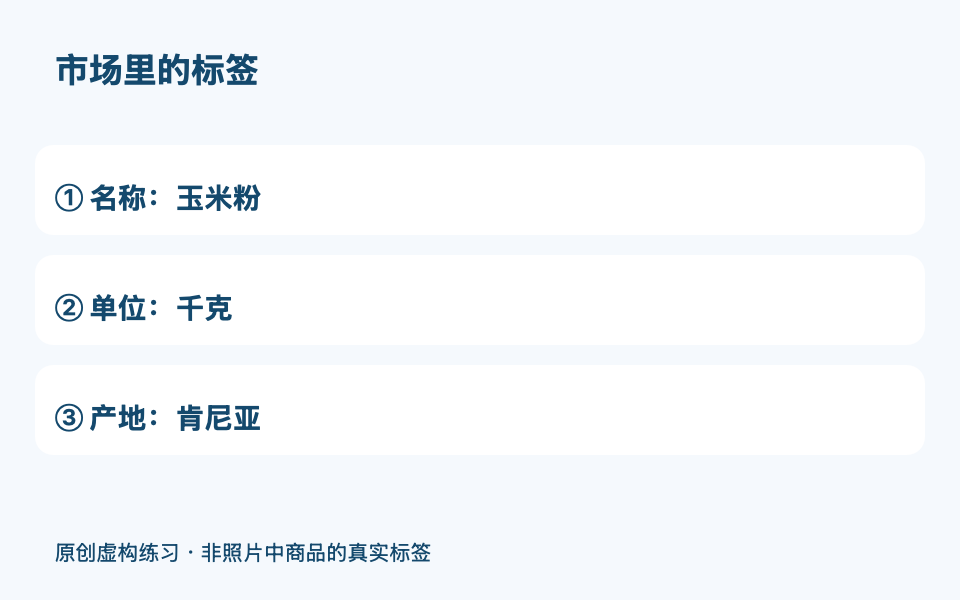 市场里的标签
① 名称：玉米粉
② 单位：千克
③ 产地：肯尼亚
原创虚构练习 · 非照片中商品的真实标签